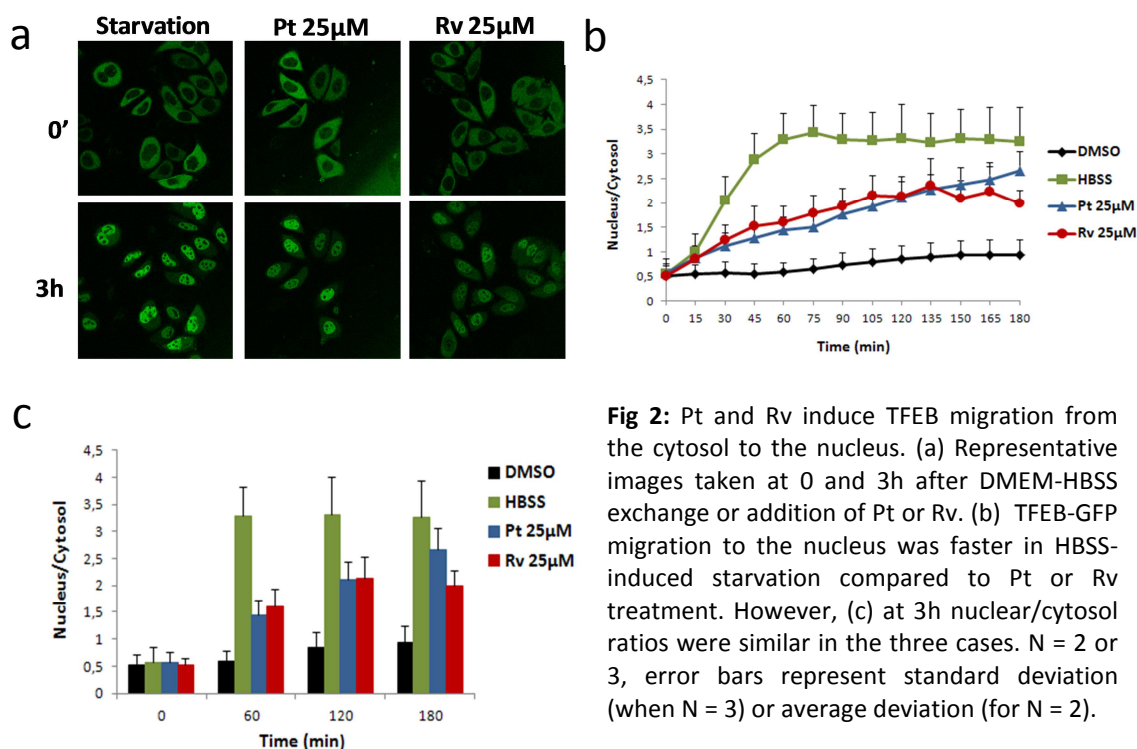 a
Starvation Pt 25µM Rv 25µM
0'
3h
b
4,5
4
3,5
3
2,5
2
1,5
1
0,5
0
Nucleus/Cytosol
0 15 30 45 60 75 90 105 120 135 150 165 180
Time (min)
DMSO
HBSS
Pt 25µM
Rv 25µM
c
4,5
4
3,5
3
2,5
2
1,5
1
0,5
0
Nucleus/Cytosol
0 60 120 180
Time (min)
DMSO
HBSS
Pt 25µM
Rv 25µM
Fig 2: Pt and Rv induce TFEB migration from
the cytosol to the nucleus. (a) Representative
images taken at 0 and 3h after DMEM-HBSS
exchange or addition of Pt or Rv. (b) TFEB-GFP
migration to the nucleus was faster in HBSS-
induced starvation compared to Pt or Rv
treatment. However, (c) at 3h nuclear/cytosol
ratios were similar in the three cases. N = 2 or
3, error bars represent standard deviation
(when N = 3) or average deviation (for N = 2).